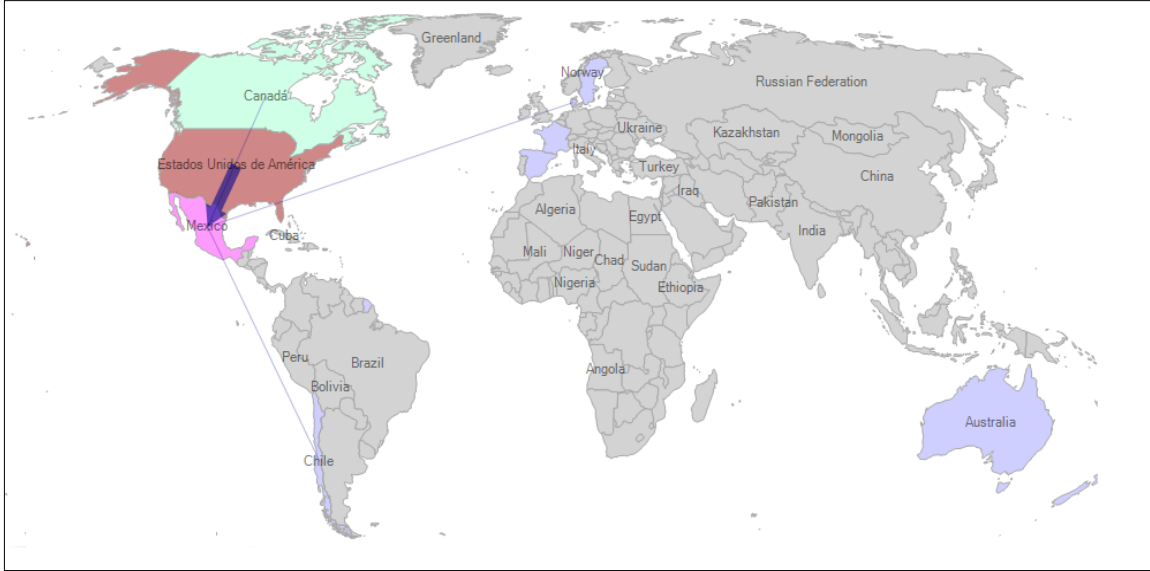 Greenland
Norway
Russian Federation
Canadá
Ukraine
Kazakhstan
Mongolia
Italy
Estados Unidos de América
Turkey
China
Iraq
Pakistan
Algeria
Egypt
Mexico
Cuba
India
Mali
Niger
Chad
Sudan
Nigeria
Ethiopia
Peru
Brazil
Angola
Bolivia
Australia
Chile